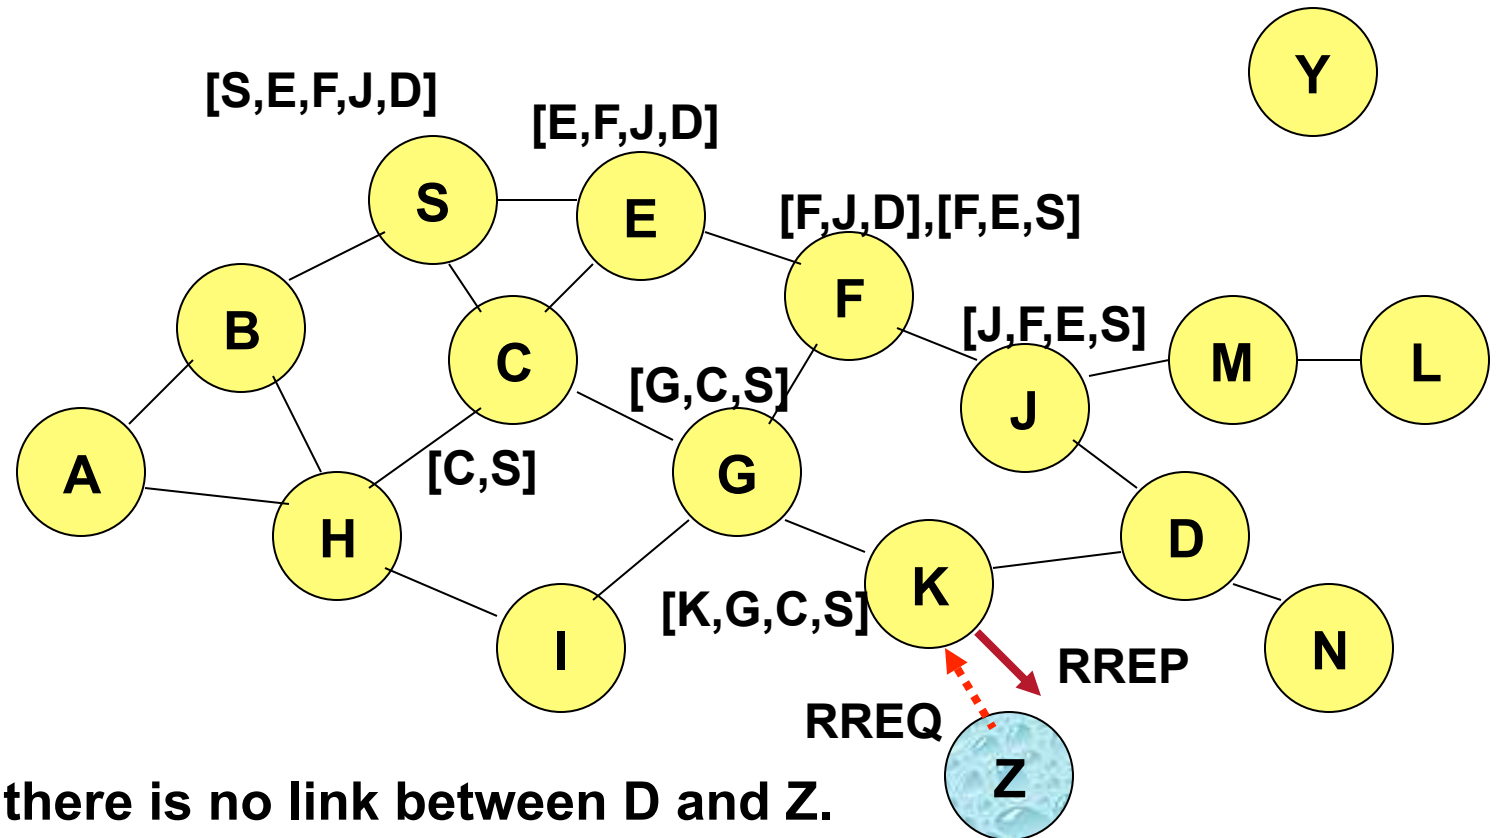 Y
[S,E,F,J,D]
[E,F,J,D]
S
E
[F,J,D],[F,E,S]
F
B
[J,F,E,S]
C
M
L
[G,C,S]
J
A
[C,S]
G
H
D
K
[K,G,C,S]
I
N
RREP
RREQ
Z
there is no link between D and Z.